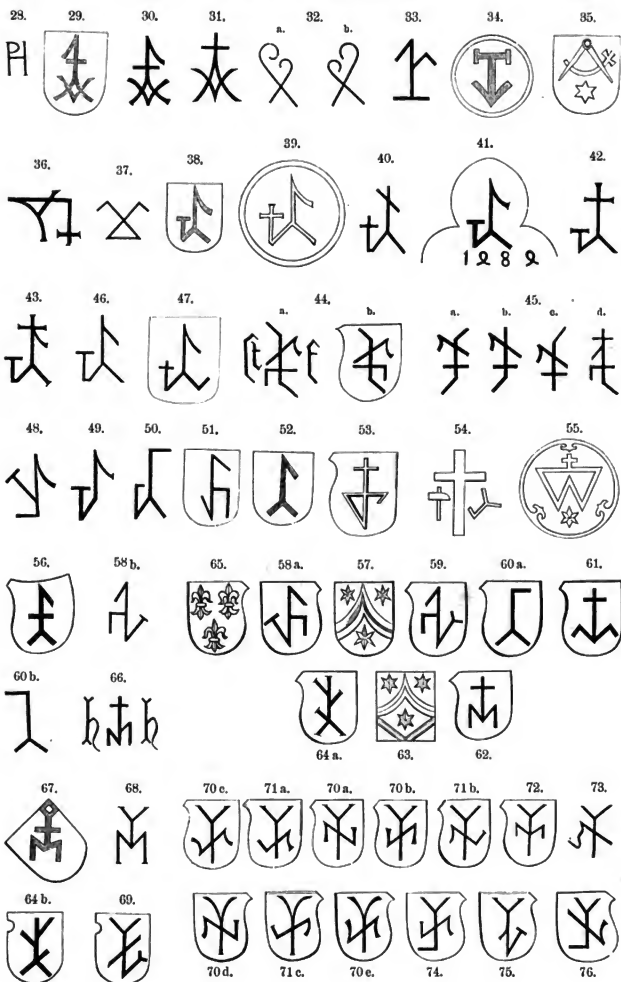 28. 29. 30. 31. 32. 33. 34. 35.
a. b.
36. 37. 38. 39. 40. 41. 42.
43. 46. 47. 44. 45.
a. b. a. b. c. d.
48. 49. 50. 51. 52. 53. 54. 55.
56. 58 b. 65. 58 a. 57. 59. 60 a. 61.
60 b. 66.
64 a. 63. 62.
67. 68. 70 c. 71 a. 70 a. 70 b. 71 b. 72. 73.
64 b. 69.
70 d. 71 c. 70 e. 74. 75. 76.